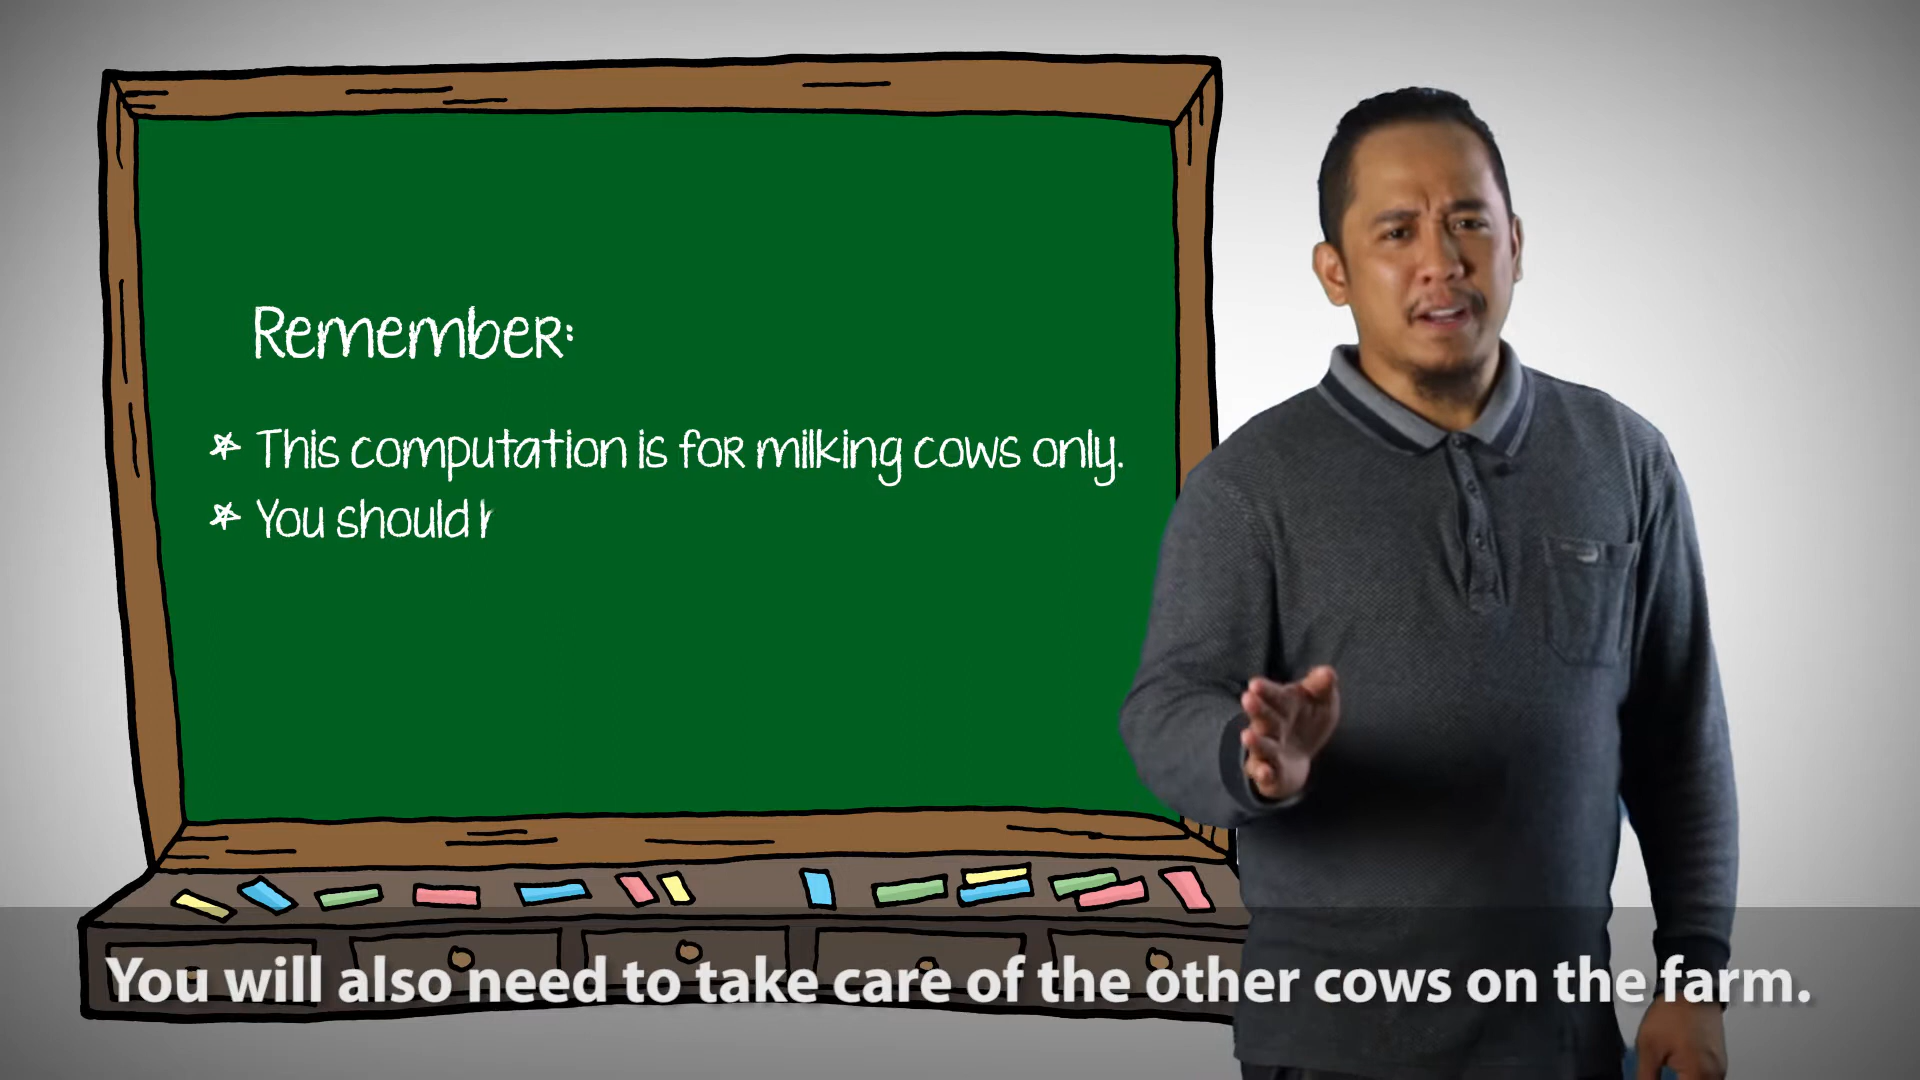 Remember:
* This computation is for milking cows only.
* You should
You will also need to take care of the other cows on the farm.